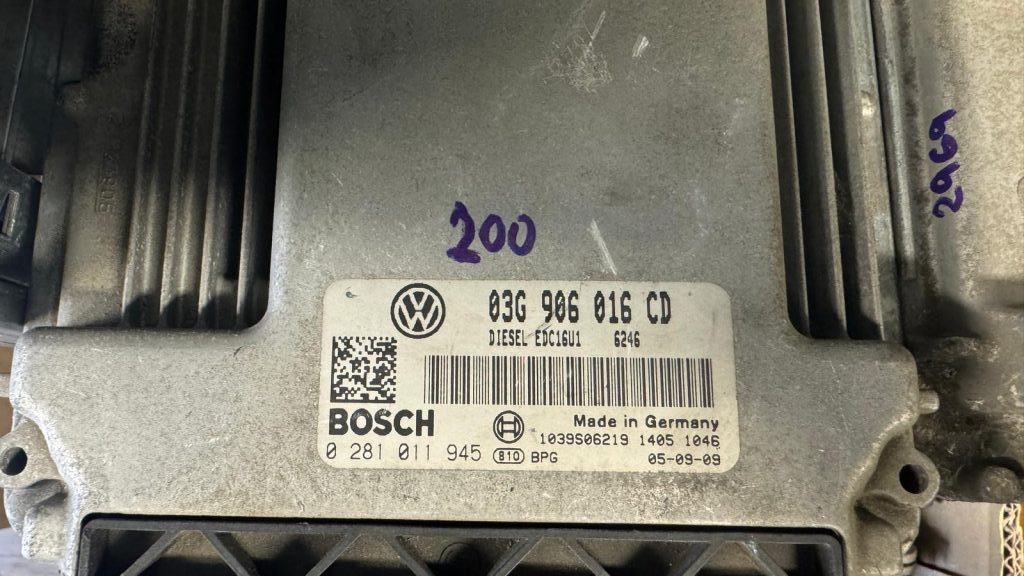 200
2969
03G 906 016 CD
DIESEL EDC16U1 6246
BOSCH
Made in Germany
1039S06219 1405 1046
0 281 011 945 810 BPG 05-09-09